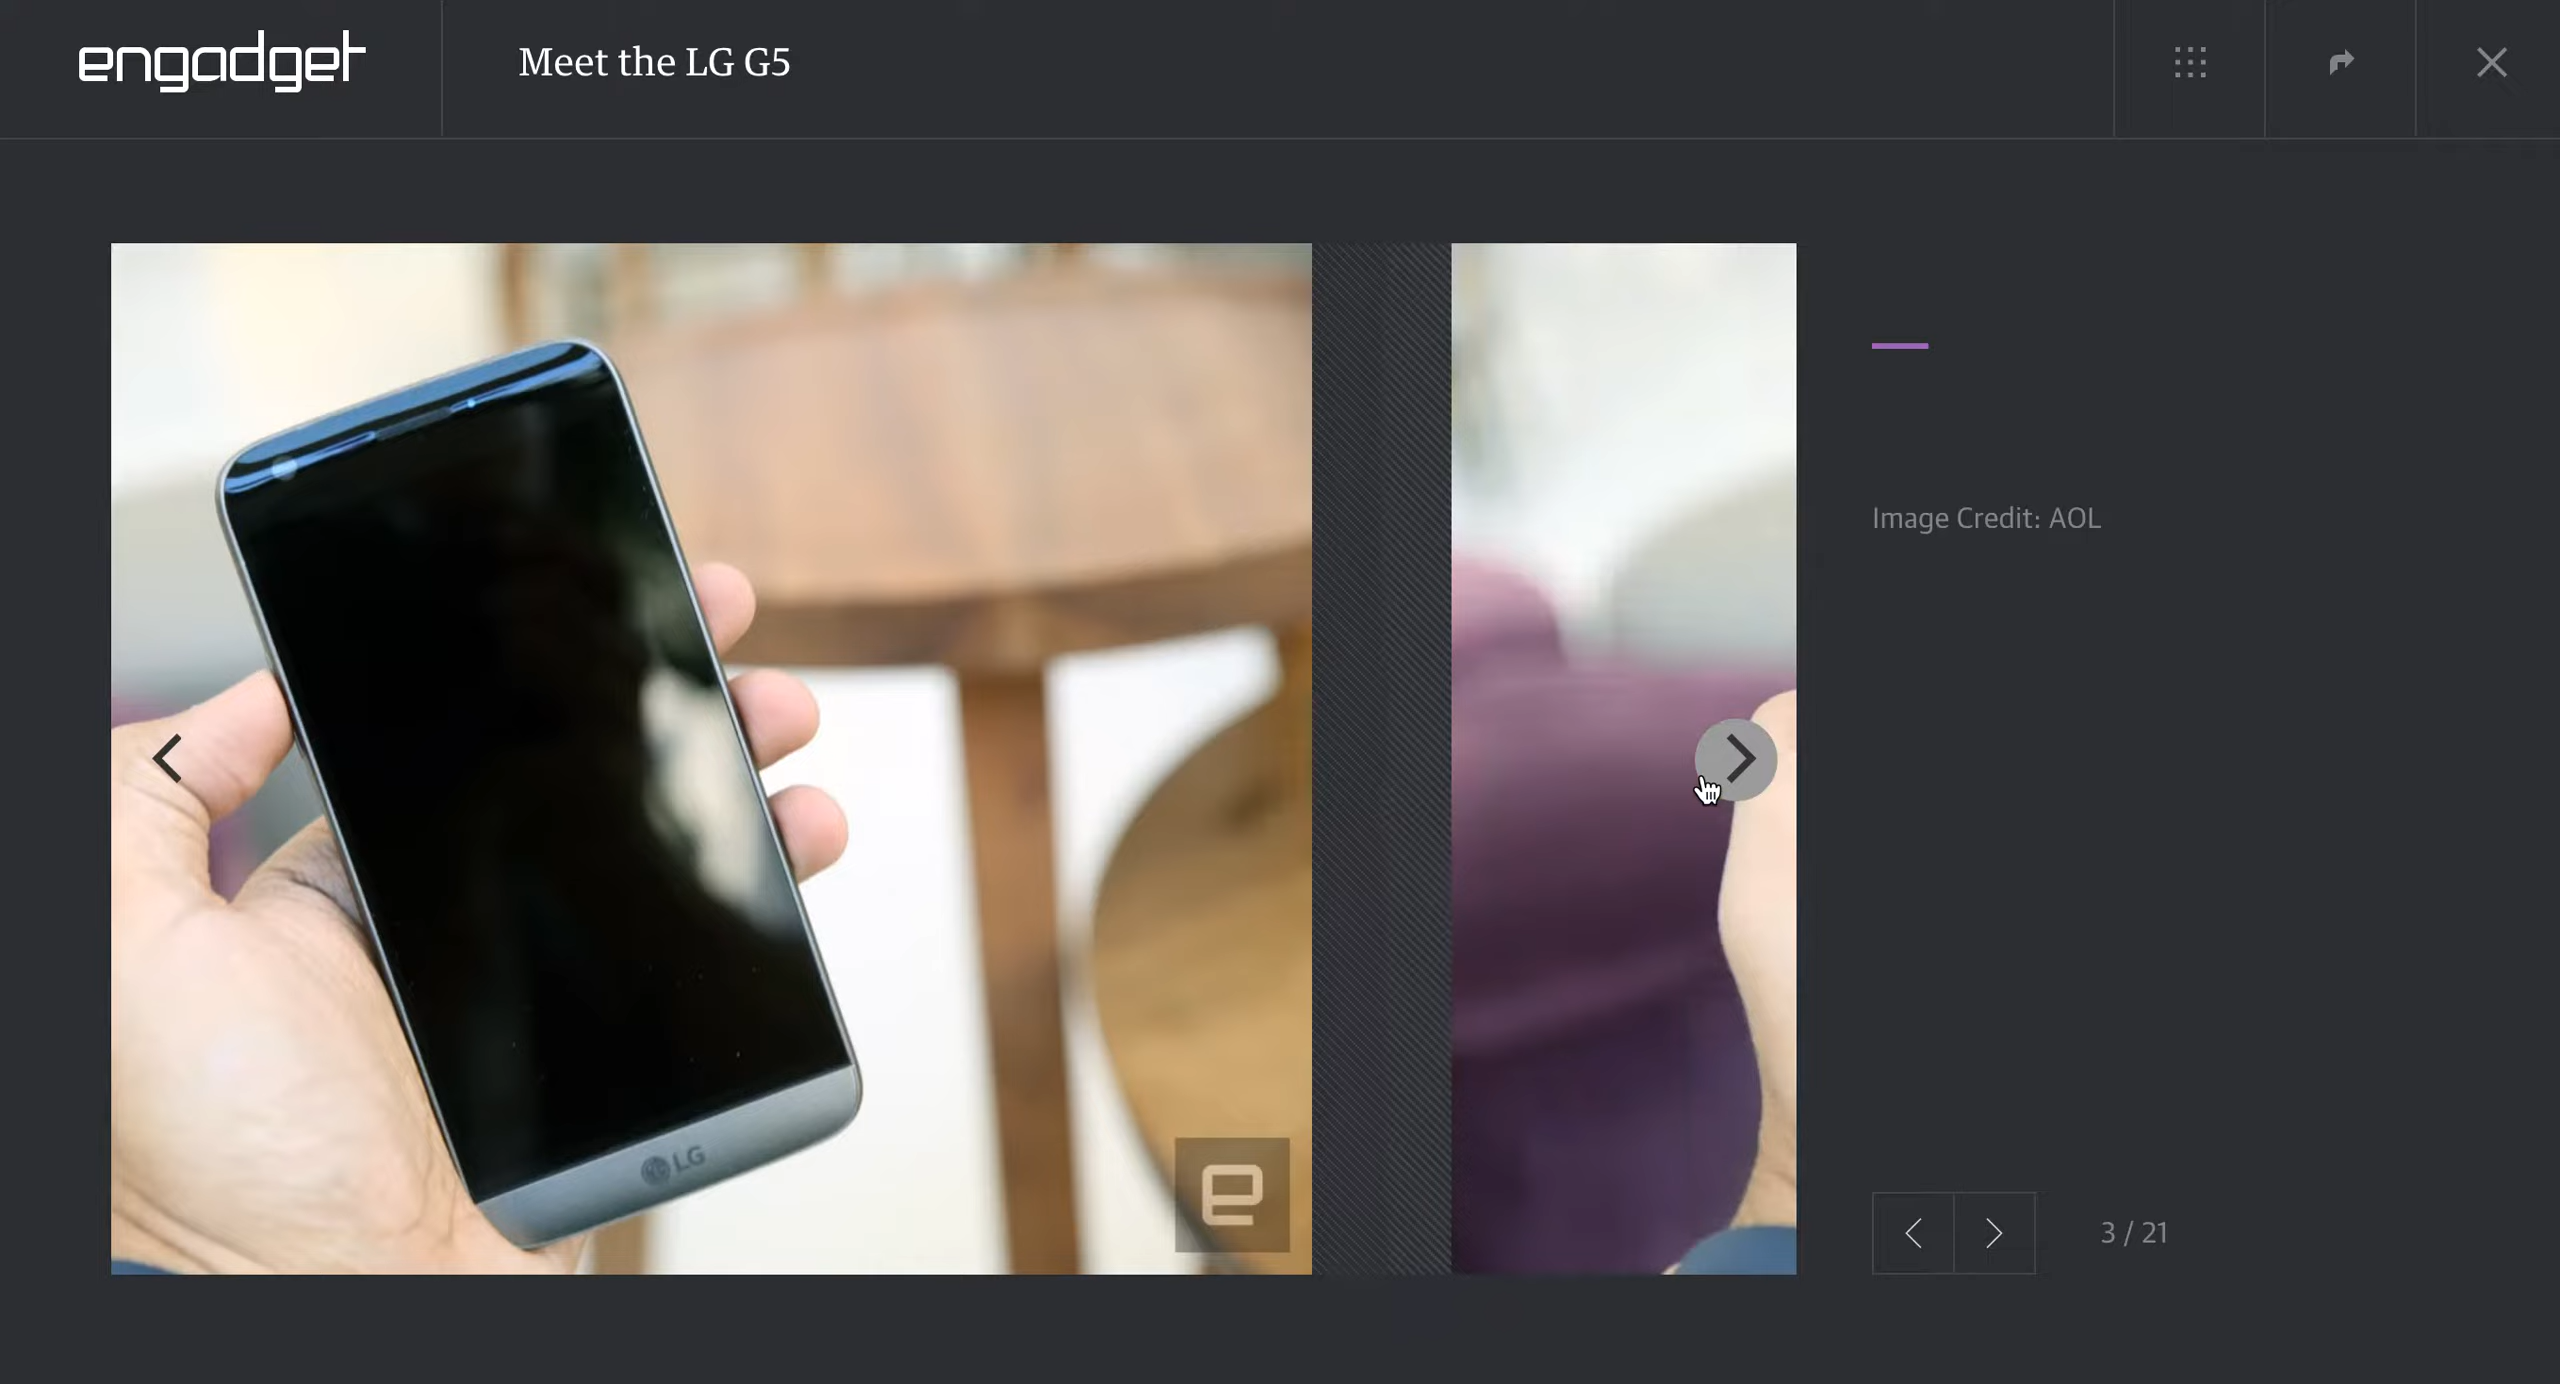 engadget
Meet the LG G5
Image Credit: AOL
LG
e
3 / 21